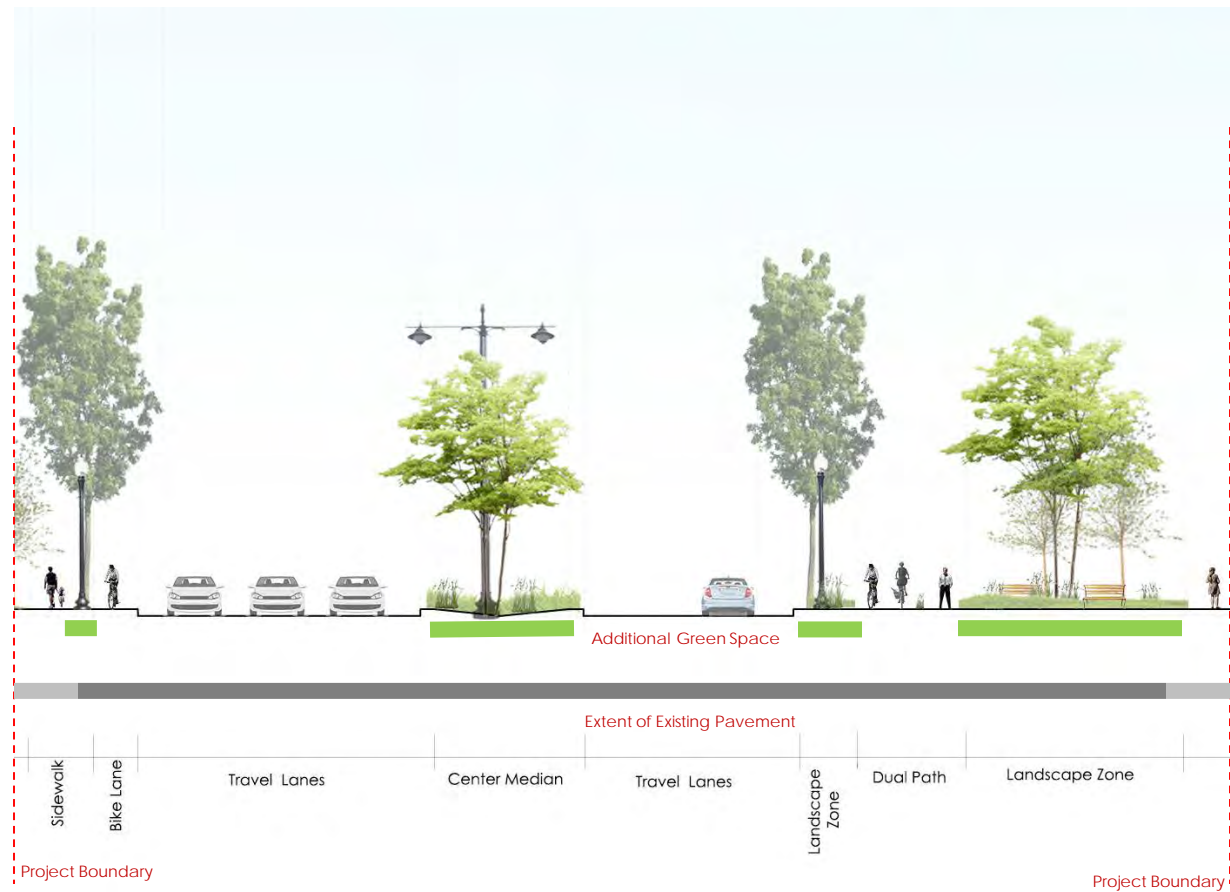 Additional Green Space
Extent of Existing Pavement
Sidewalk
Bike Lane
Travel Lanes
Center Median
Travel Lanes
Landscape
Zone
Dual Path
Landscape Zone
Project Boundary
Project Boundary